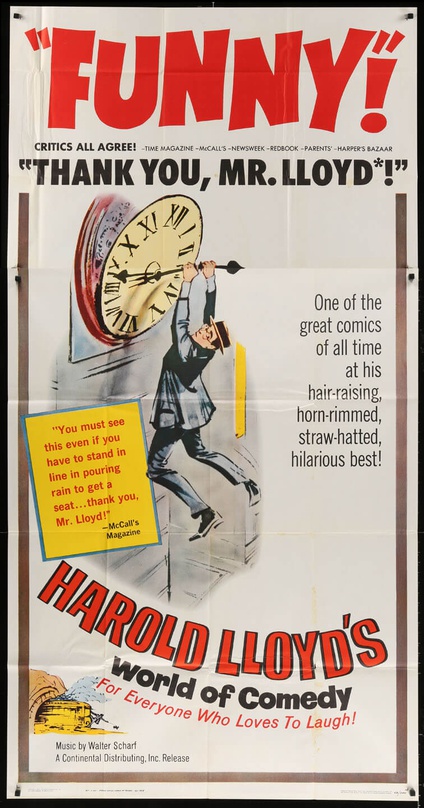 "FUNNY!"
CRITICS ALL AGREE! -TIME MAGAZINE -McCALL'S -NEWSWEEK -REDBOOK -PARENTS' -HARPER'S BAZAAR
"THANK YOU, MR. LLOYD*!"
XII
XI
X
One of the
great comics
of all time
at his
hair-raising,
horn-rimmed,
straw-hatted,
hilarious best!
"You must see
this even if you
have to stand in
line in pouring
rain to get a
seat...thank you,
Mr. Lloyd!"
—McCall's
Magazine
HAROLD LLOYD'S
World of Comedy
For Everyone Who Loves To Laugh!
Music by Walter Scharf
A Continental Distributing, Inc. Release